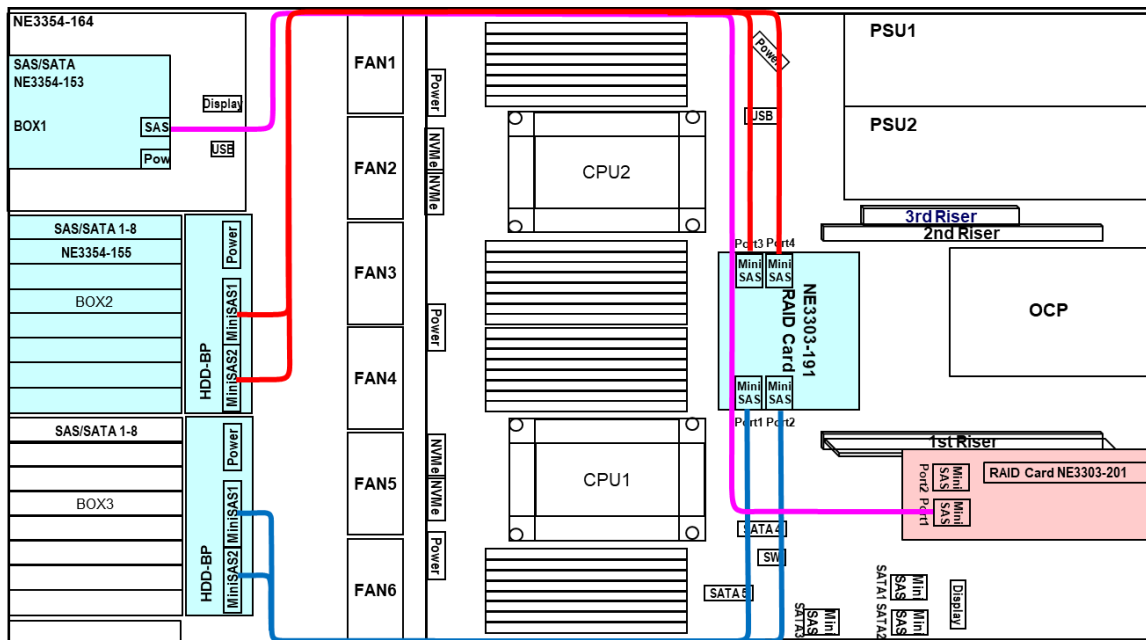 NE3354-164
SAS/SATA
NE3354-153
BOX1
SAS
Pow
Display
USB
SAS/SATA 1-8
NE3354-155
BOX2
HDD-BP
Power
MiniSAS1
MiniSAS2
SAS/SATA 1-8
BOX3
HDD-BP
Power
MiniSAS1
MiniSAS2
FAN1
FAN2
FAN3
FAN4
FAN5
FAN6
Power
NVMe
NVMe
Power
NVMe
NVMe
Power
CPU2
CPU1
Power
USB
Port3
Port4
Mini
SAS
Mini
SAS
NE3303-191
RAID Card
Mini
SAS
Mini
SAS
Port1
Port2
SATA4
SW
SATA5
PSU1
PSU2
3rd Riser
2nd Riser
OCP
1st Riser
RAID Card NE3303-201
Port2
Mini
SAS
Port1
Mini
SAS
SATA1
Mini
SAS
SATA2
Mini
SAS
SATA3
Mini
SAS
Display